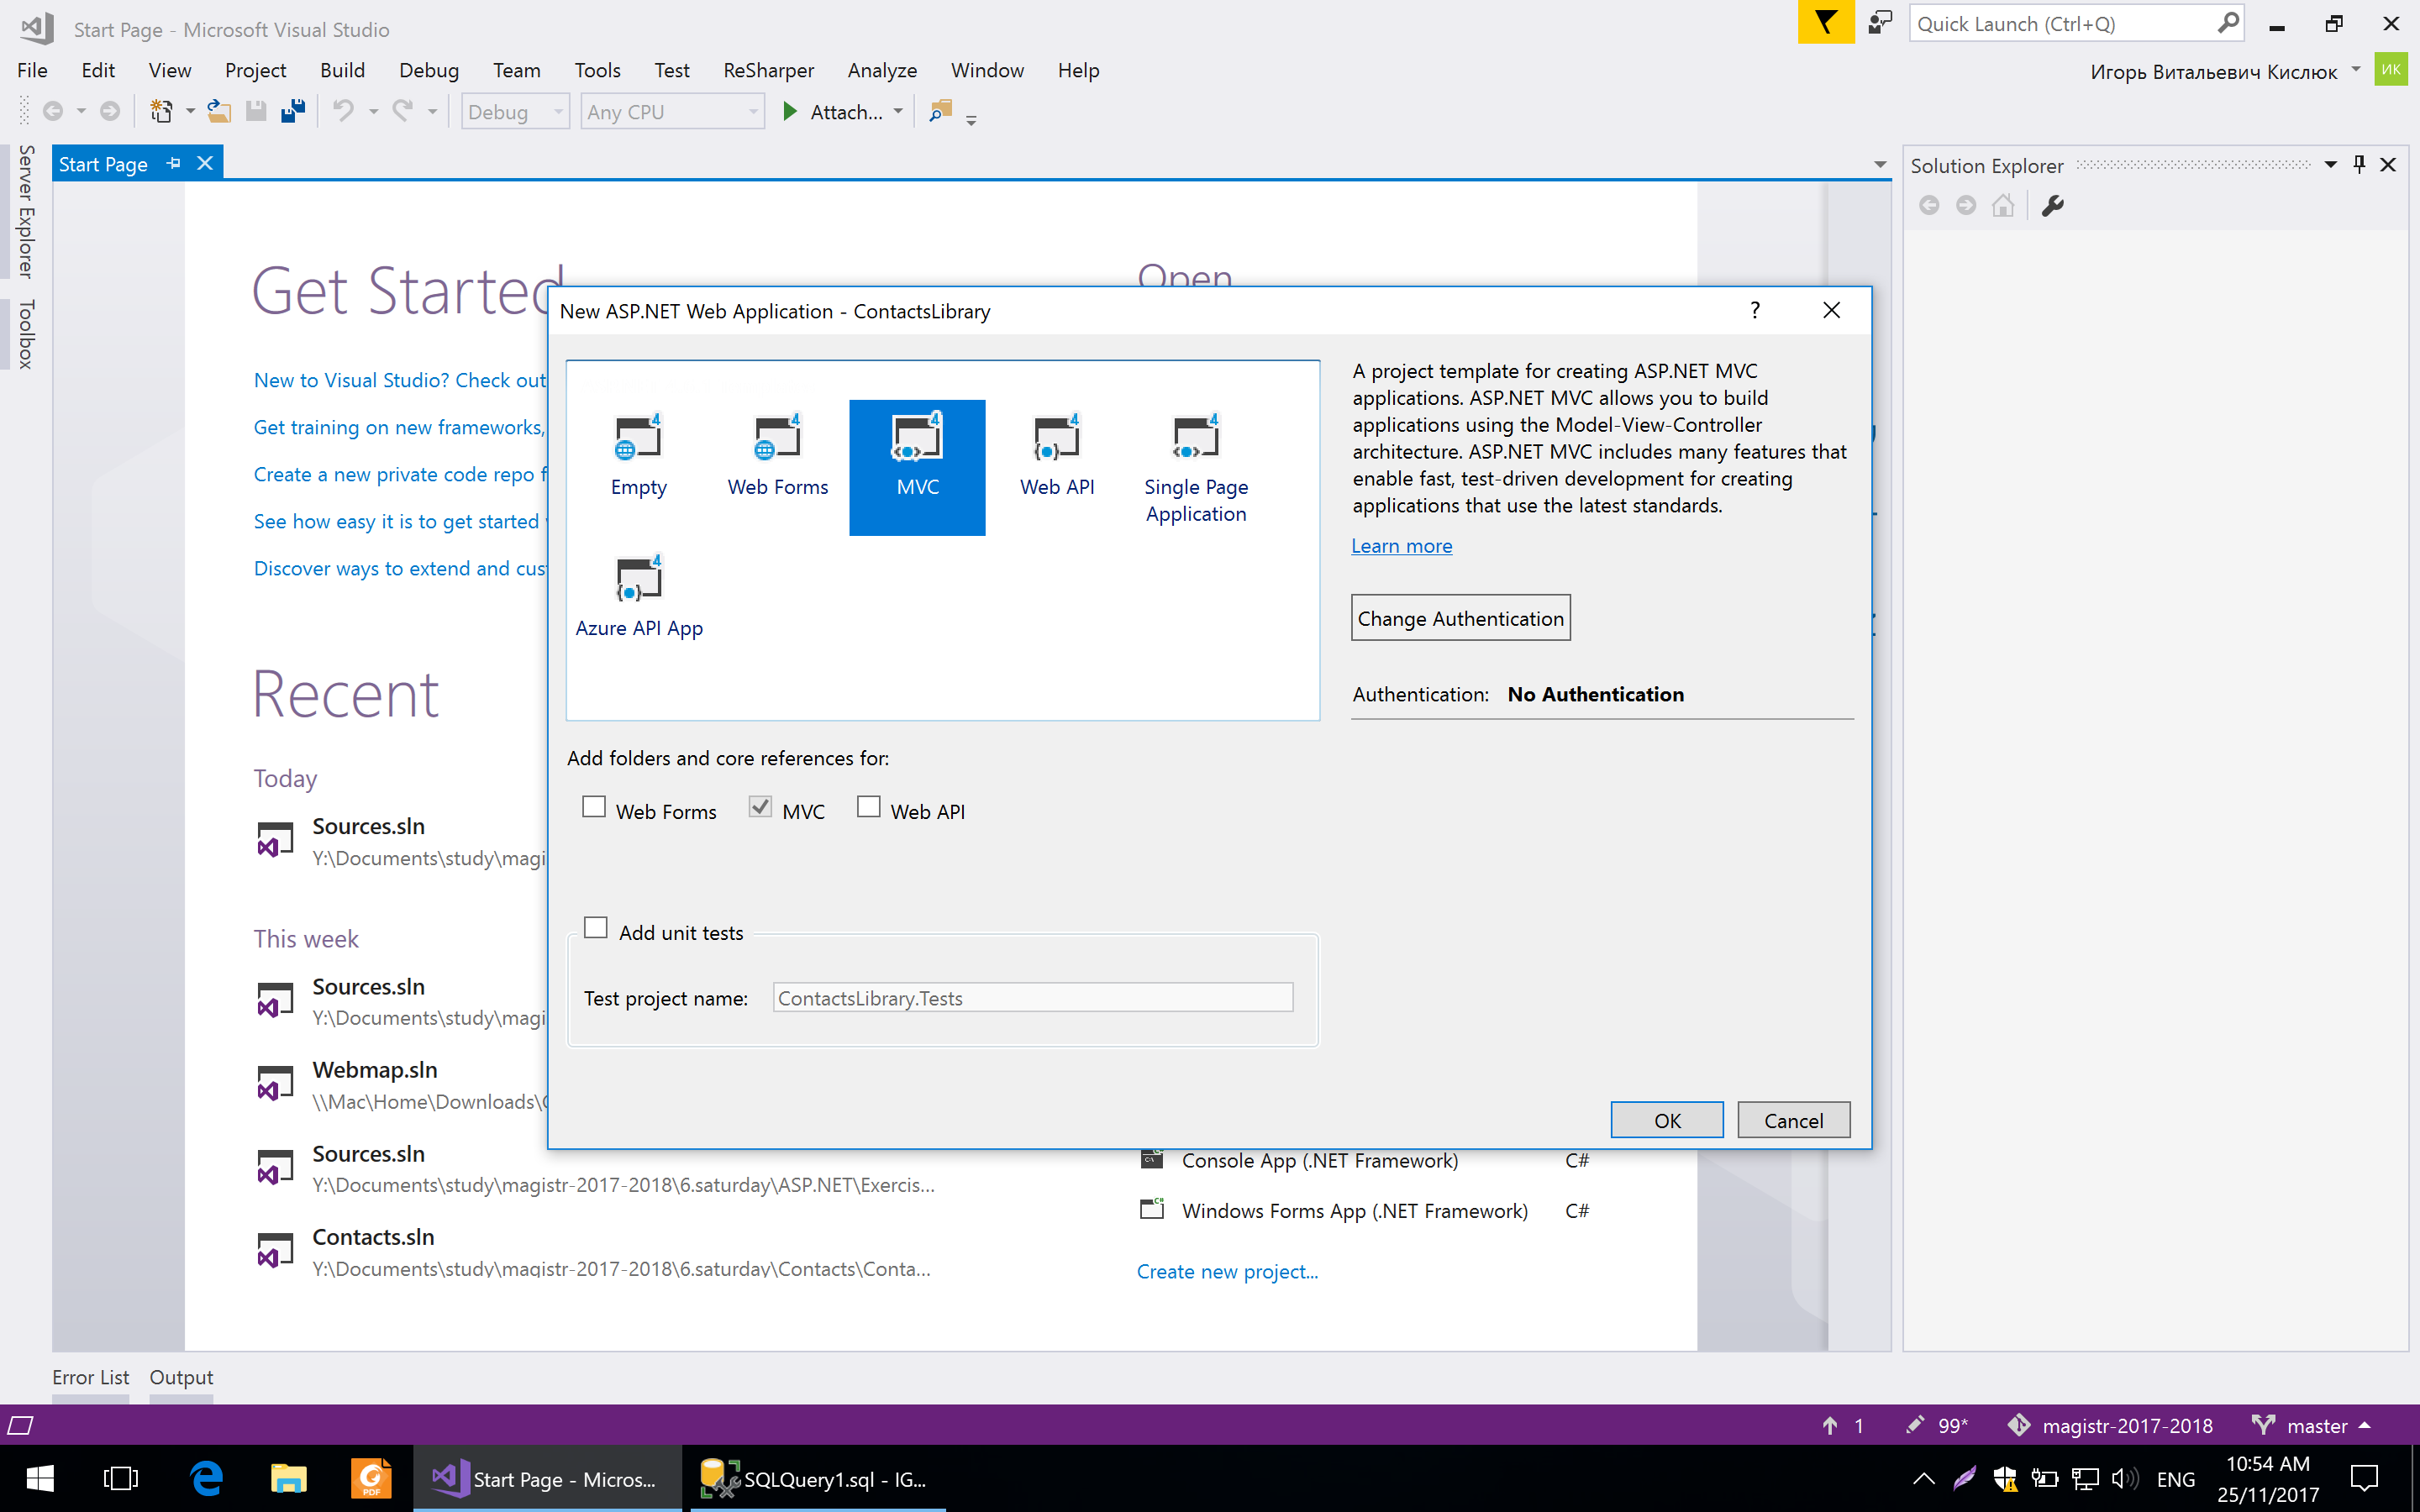 Start Page - Microsoft Visual Studio
Quick Launch (Ctrl+Q)
File Edit View Project Build Debug Team Tools Test ReSharper Analyze Window Help
Игорь Витальевич Кислюк
ИК
Debug
Any CPU
Attach...
Server Explorer
Toolbox
Start Page
Solution Explorer
Get Started
New to Visual Studio? Check out
Get training on new frameworks,
Create a new private code repo f
See how easy it is to get started
Discover ways to extend and cus
Open
Recent
Today
Sources.sln
Y:\Documents\study\magi
This week
Sources.sln
Y:\Documents\study\magi
Webmap.sln
\\Mac\Home\Downloads\C
Sources.sln
Y:\Documents\study\magistr-2017-2018\6.saturday\ASP.NET\Exercis...
Contacts.sln
Y:\Documents\study\magistr-2017-2018\6.saturday\Contacts\Conta...
New ASP.NET Web Application - ContactsLibrary
?
Empty
Web Forms
MVC
Web API
Single Page
Application
Azure API App
A project template for creating ASP.NET MVC
applications. ASP.NET MVC allows you to build
applications using the Model-View-Controller
architecture. ASP.NET MVC includes many features that
enable fast, test-driven development for creating
applications that use the latest standards.
Learn more
Change Authentication
Authentication: No Authentication
Add folders and core references for:
Web Forms MVC Web API
Add unit tests
Test project name: ContactsLibrary.Tests
OK Cancel
Console App (.NET Framework) C#
Windows Forms App (.NET Framework) C#
Create new project...
Error List Output
1 99* magistr-2017-2018 master
PDF
Start Page - Micros...
SQLQuery1.sql - IG...
ENG
10:54 AM
25/11/2017